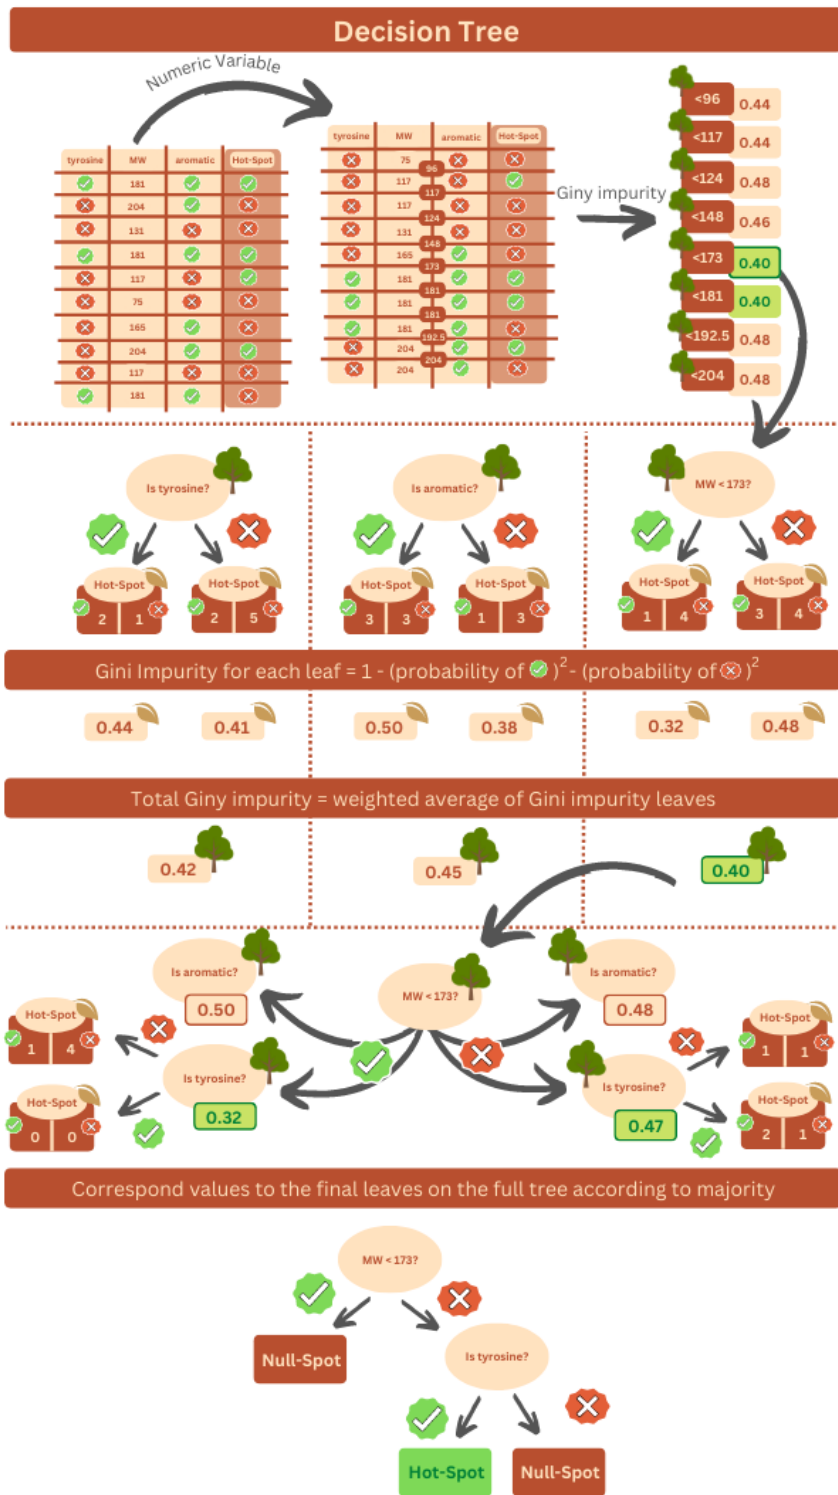 Decision Tree
Numeric Variable
tyrosine MW aromatic Hot-Spot
181
204
131
181
117
75
165
204
117
181
tyrosine MW aromatic Hot-Spot
75
96
117
117
117
124
131
148
165
173
181
181
181
181
181
192.5
204
204
204
Giny impurity
<96 0.44
<117 0.44
<124 0.48
<148 0.46
<173 0.40
<181 0.40
<192.5 0.48
<204 0.48
Is tyrosine?
Hot-Spot
2 1
Hot-Spot
2 5
Is aromatic?
Hot-Spot
3 3
Hot-Spot
1 3
MW < 173?
Hot-Spot
1 4
Hot-Spot
3 4
Gini Impurity for each leaf = 1 - (probability of )2 - (probability of )2
0.44 0.41 0.50 0.38 0.32 0.48
Total Giny impurity = weighted average of Gini impurity leaves
0.42 0.45 0.40
MW < 173?
Is aromatic?
0.50
Is tyrosine?
0.32
Hot-Spot
1 4
Hot-Spot
0 0
Is aromatic?
0.48
Is tyrosine?
0.47
Hot-Spot
1 1
Hot-Spot
2 1
Correspond values to the final leaves on the full tree according to majority
MW < 173?
Null-Spot
Is tyrosine?
Hot-Spot Null-Spot